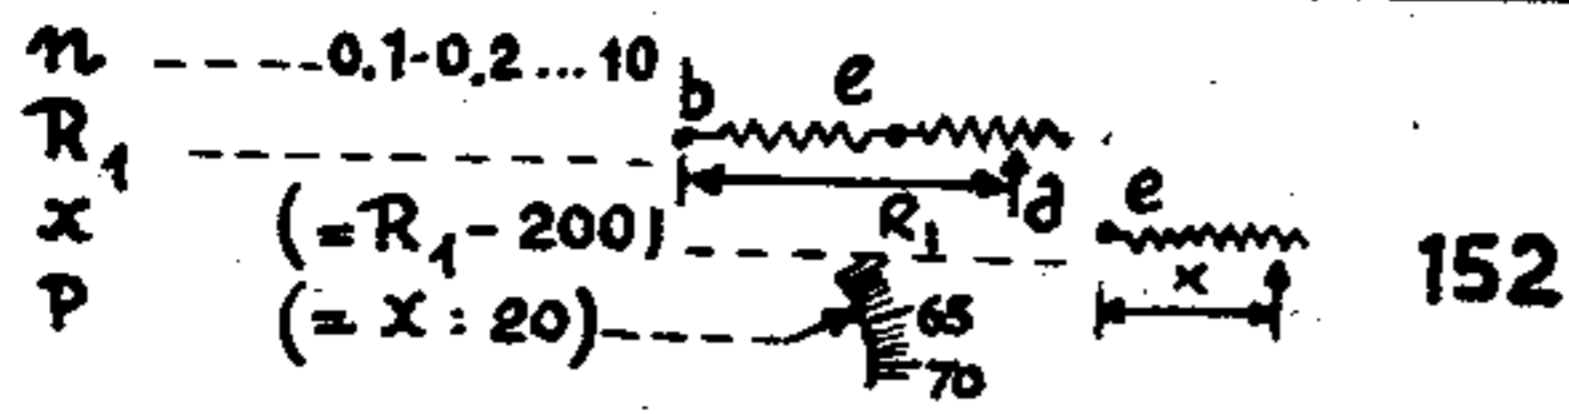 n ----- 0.1-0.2...10
b e
R1
R1 a
e
x (=R1-200)
x
152
P (=X:20)
65
70